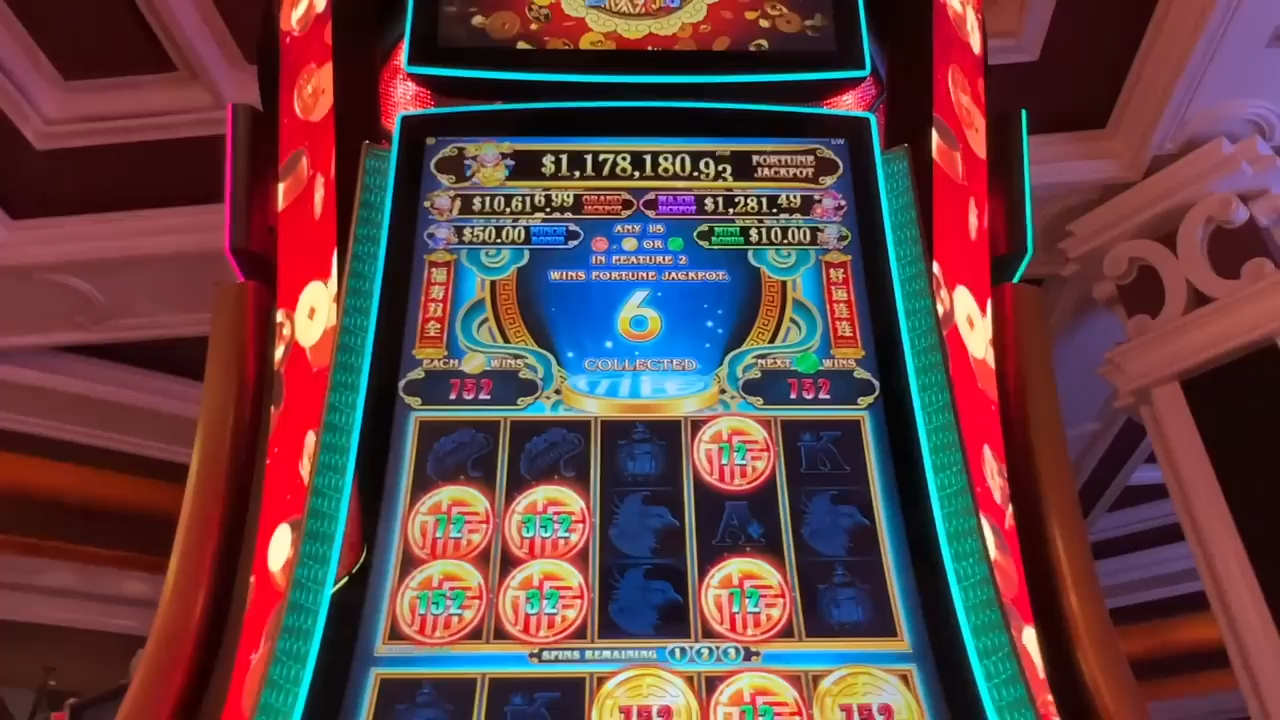 $1,178,180.93 FORTUNE JACKPOT
$10,616.99 GRAND JACKPOT
MAJOR JACKPOT $1,281.49
$50.00 MINOR BONUS
MINI BONUS $10.00
ANY 15
OR
IN FEATURE 2
WINS FORTUNE JACKPOT.
福寿双全
好运连连
6
COLLECTED
EACH WINS
752
NEXT WINS
752
72
K
72
352
A
152
32
72
SPINS REMAINING 1 2 3
K
752
72
752